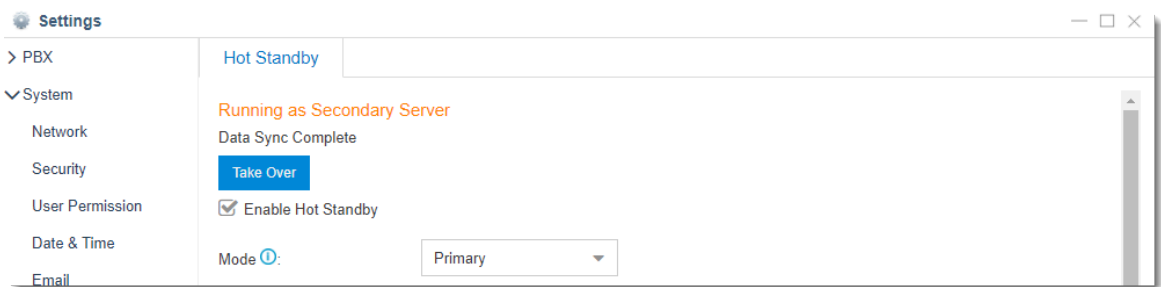 Settings
PBX
Hot Standby
System
Running as Secondary Server
Network
Data Sync Complete
Security
Take Over
User Permission
Enable Hot Standby
Date & Time
Mode :
Primary
Email